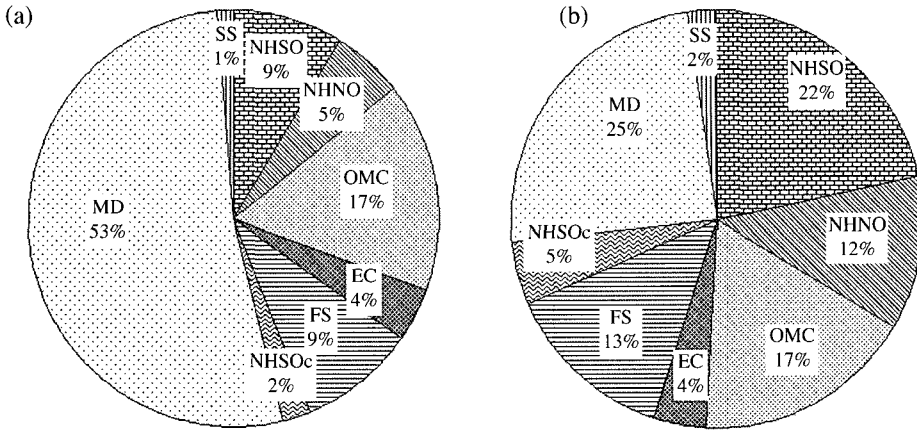 (a)
SS
1%
NHSO
9%
NHNO
5%
OMC
17%
EC
4%
FS
9%
NHSOc
2%
MD
53%
(b)
SS
2%
NHSO
22%
NHNO
12%
OMC
17%
EC
4%
FS
13%
NHSOc
5%
MD
25%